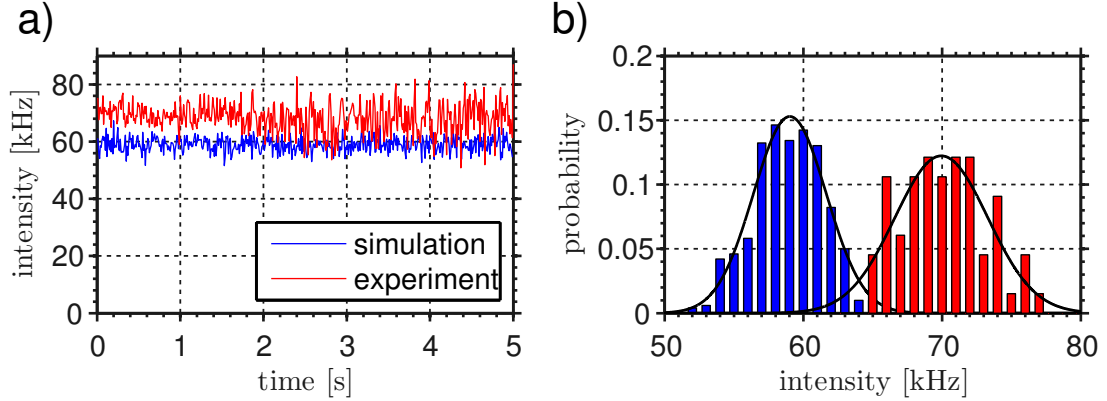 a)
intensity [kHz]
80
60
40
20
0
simulation
experiment
0 1 2 3 4 5
time [s]
b)
probability
0.2
0.15
0.1
0.05
0
50 60 70 80
intensity [kHz]